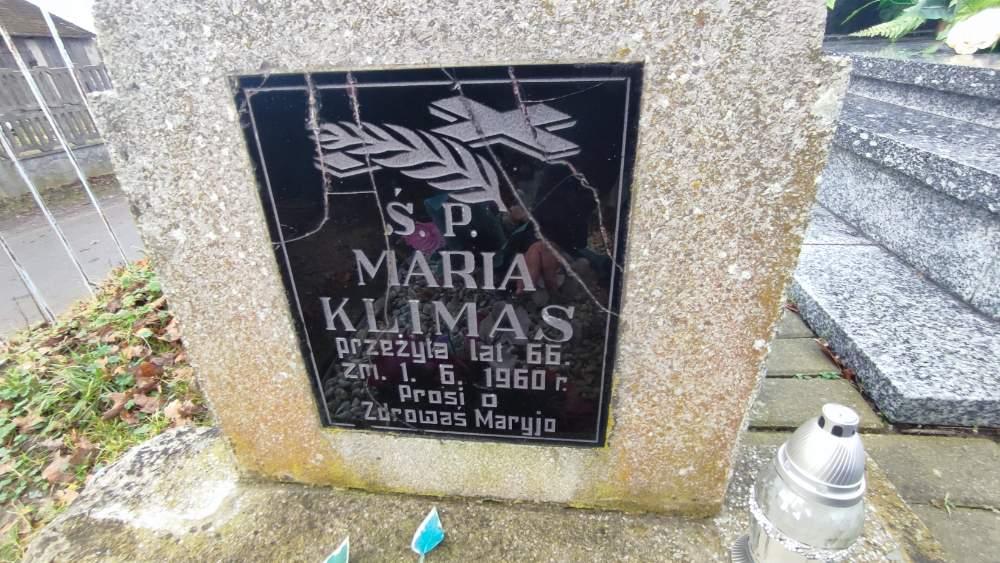 Ś. P.
MARIA
KLIMAS
przeżyła lat 66.
zm. 1. 6. 1960 r.
Prosi o
Zdrowaś Maryjo